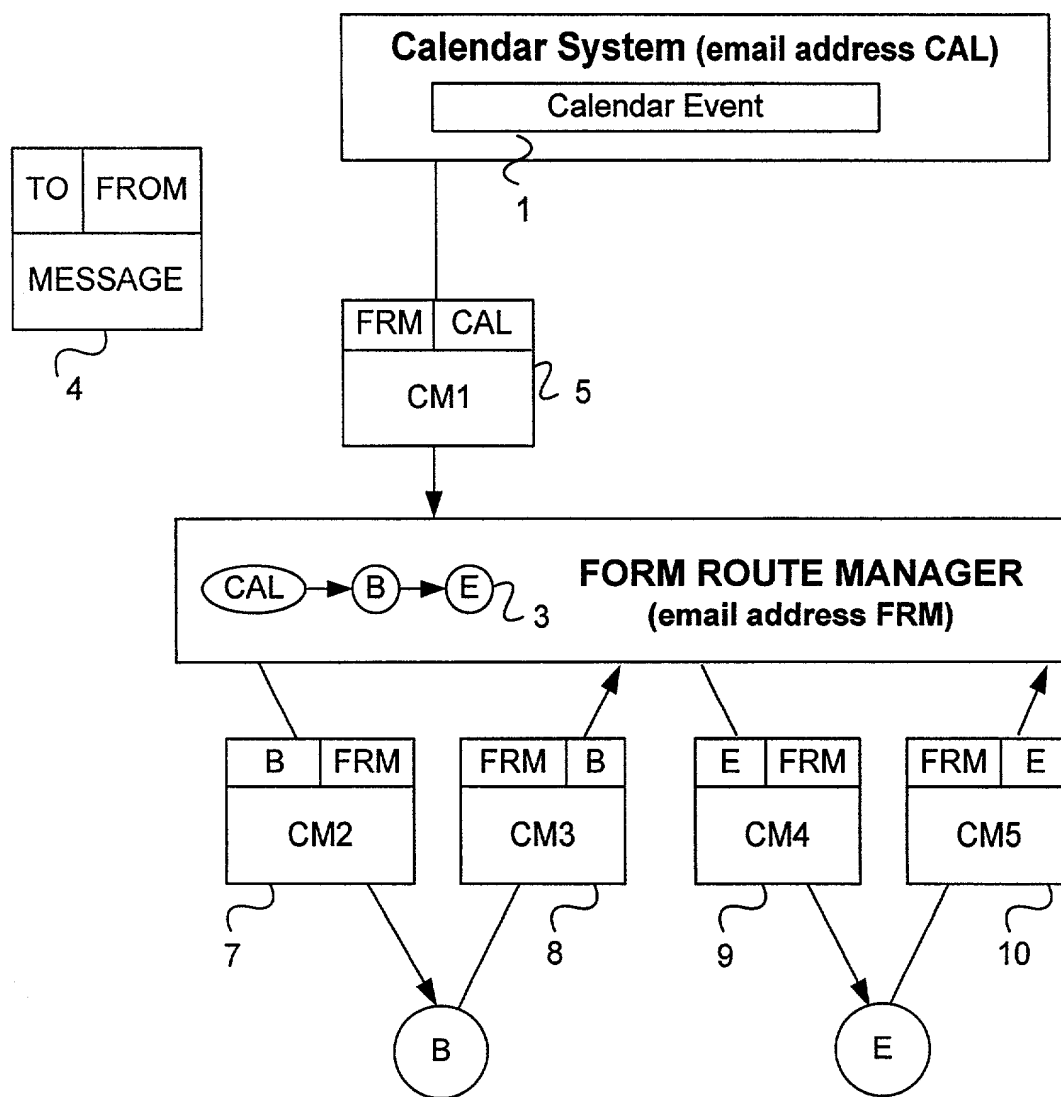 Calendar System (email address CAL)
Calendar Event
1
TO FROM
MESSAGE
4
FRM CAL
CM1
5
CAL B E
3
FORM ROUTE MANAGER
(email address FRM)
B FRM
CM2
7
FRM B
CM3
8
E FRM
CM4
9
FRM E
CM5
10
B
E